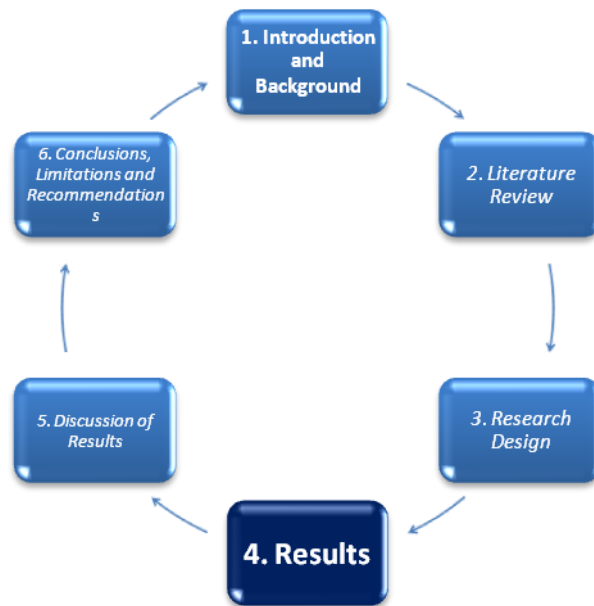 1. Introduction
and
Background
2. Literature
Review
3. Research
Design
4. Results
5. Discussion of
Results
6. Conclusions,
Limitations and
Recommendation
s